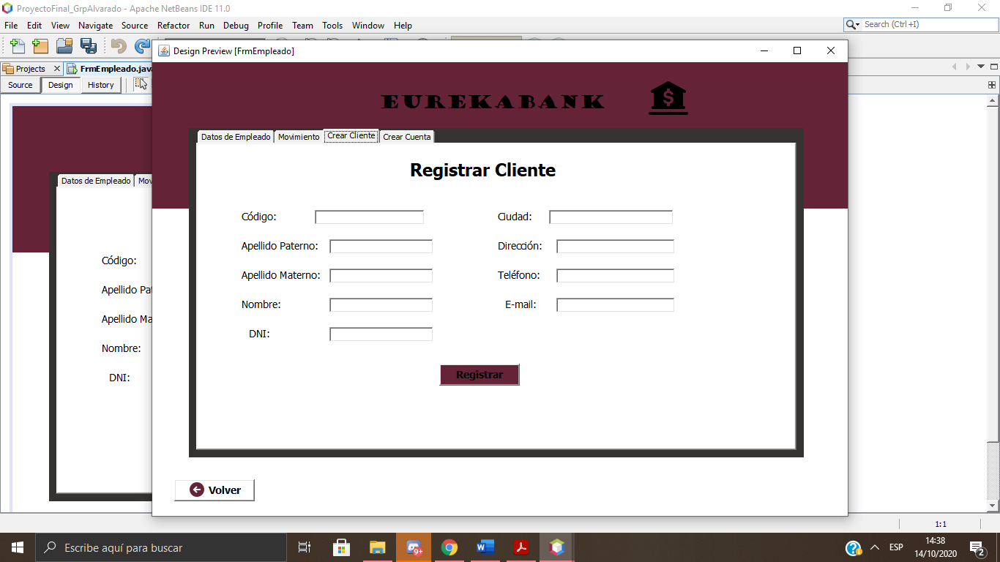 ProyectoFinal_GrpAlvarado - Apache NetBeans IDE 11.0
File Edit View Navigate Source Refactor Run Debug Profile Team Tools Window Help
Search (Ctrl+I)
Design Preview [FrmEmpleado]
Projects FrmEmpleado.java
Source Design History
EUREKABANK
$
Datos de Empleado Movimiento Crear Cliente Crear Cuenta
Datos de Empleado Mov
Registrar Cliente
Código: Ciudad:
Apellido Paterno: Dirección:
Apellido Materno: Teléfono:
Nombre: E-mail:
DNI:
Registrar
Código:
Apellido Pat
Apellido Ma
Nombre:
DNI:
Volver
1:1
Escribe aquí para buscar
9+
W
ESP
14:38
14/10/2020
2